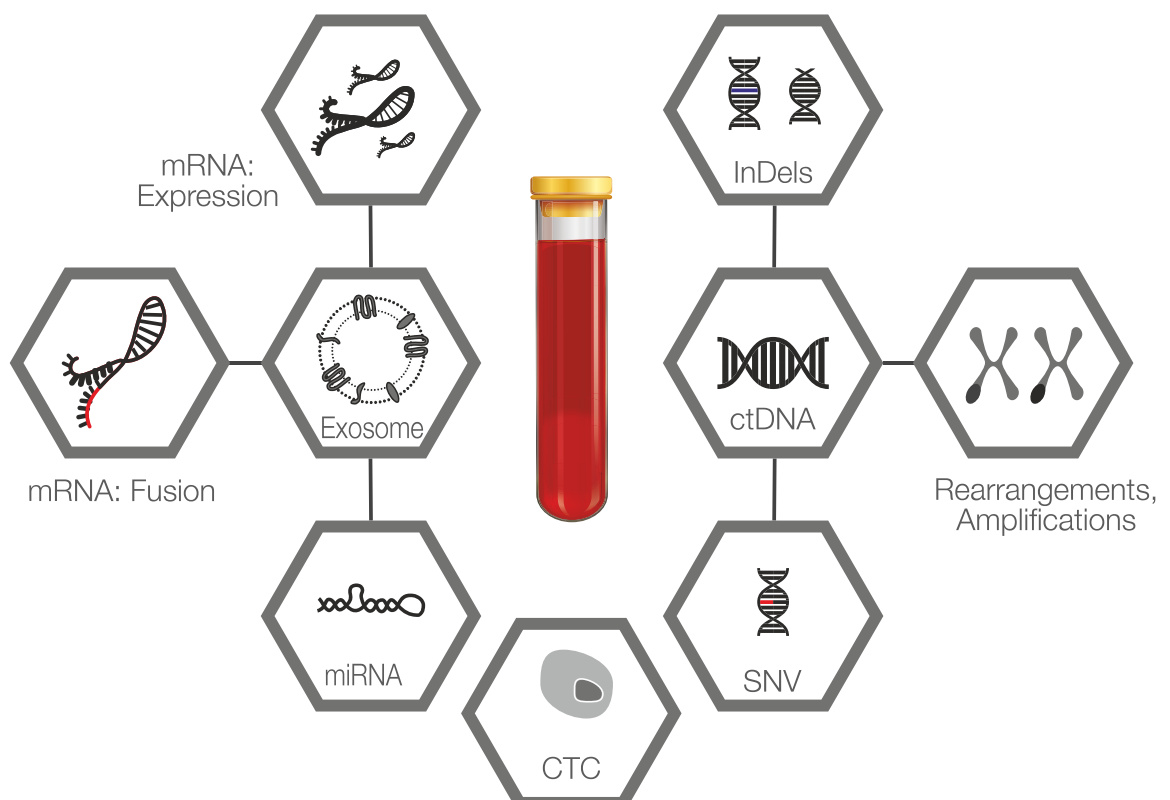 mRNA:
Expression
InDels
Exosome
ctDNA
mRNA: Fusion
Rearrangements,
Amplifications
miRNA
SNV
CTC